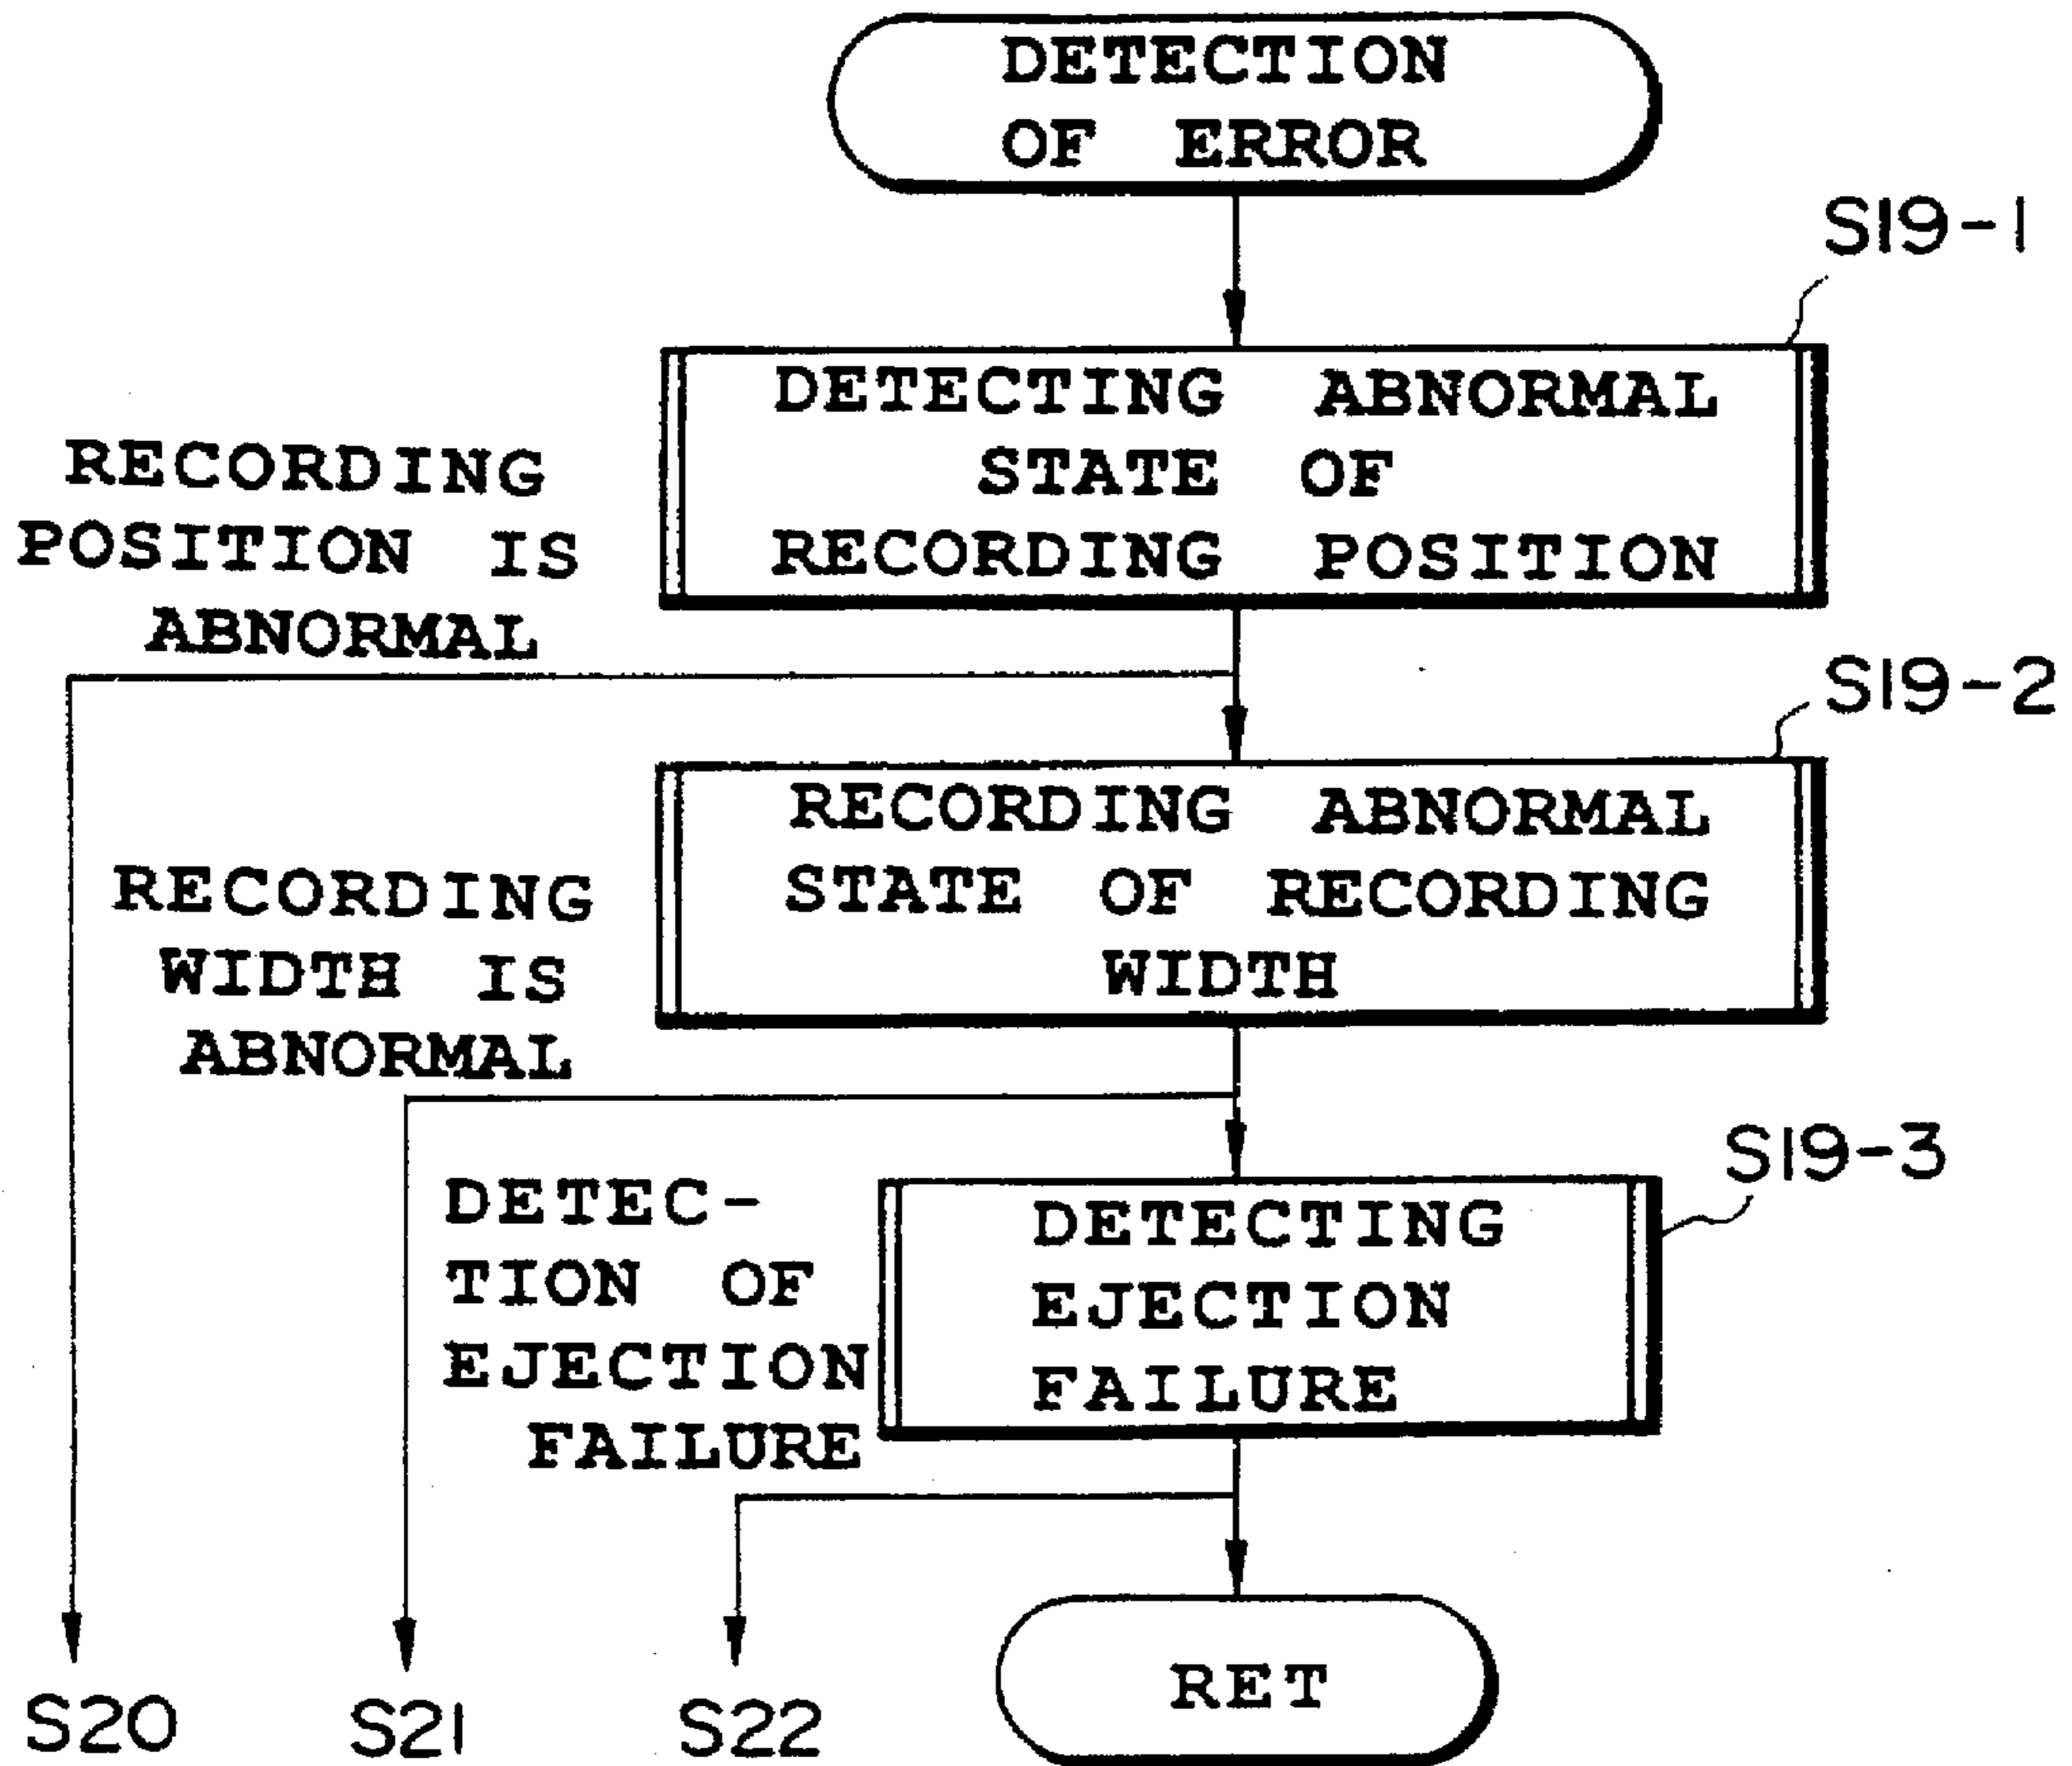 DETECTION
OF ERROR
S19-1
DETECTING ABNORMAL
STATE OF
RECORDING POSITION
RECORDING
POSITION IS
ABNORMAL
S19-2
RECORDING ABNORMAL
STATE OF RECORDING
WIDTH
RECORDING
WIDTH IS
ABNORMAL
S19-3
DETECTING
EJECTION
FAILURE
DETEC-
TION OF
EJECTION
FAILURE
S20
S21
S22
RET